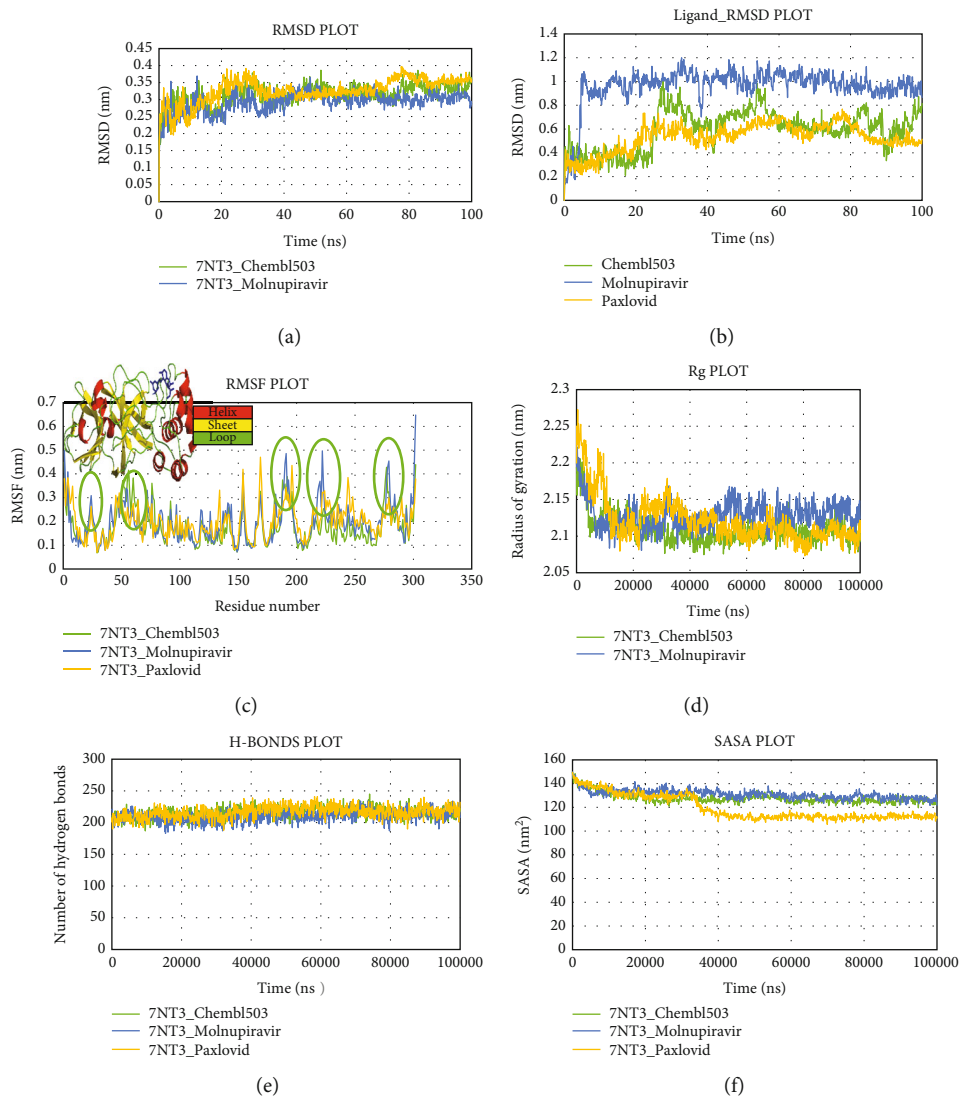 RMSD PLOT
0.45
0.4
0.35
0.3
0.25
0.2
0.15
0.1
0.05
0
RMSD (nm)
0 20 40 60 80 100
Time (ns)
7NT3_Chembl503
7NT3_Molnupiravir
(a)
Ligand_RMSD PLOT
1.4
1.2
1
0.8
0.6
0.4
0.2
0
RMSD (nm)
0 20 40 60 80 100
Time (ns)
Chembl503
Molnupiravir
Paxlovid
(b)
RMSF PLOT
Helix
Sheet
Loop
0.7
0.6
0.5
0.4
0.3
0.2
0.1
0
RMSF (nm)
0 50 100 150 200 250 300 350
Residue number
7NT3_Chembl503
7NT3_Molnupiravir
7NT3_Paxlovid
(c)
Rg PLOT
2.3
2.25
2.2
2.15
2.1
2.05
Radius of gyration (nm)
0 20000 40000 60000 80000 100000
Time (ns)
7NT3_Chembl503
7NT3_Molnupiravir
(d)
H-BONDS PLOT
300
250
200
150
100
50
0
Number of hydrogen bonds
0 20000 40000 60000 80000 100000
Time (ns )
7NT3_Chembl503
7NT3_Molnupiravir
7NT3_Paxlovid
(e)
SASA PLOT
160
140
120
100
80
60
40
20
0
SASA (nm2)
0 20000 40000 60000 80000 100000
Time (ns)
7NT3_Chembl503
7NT3_Molnupiravir
7NT3_Paxlovid
(f)